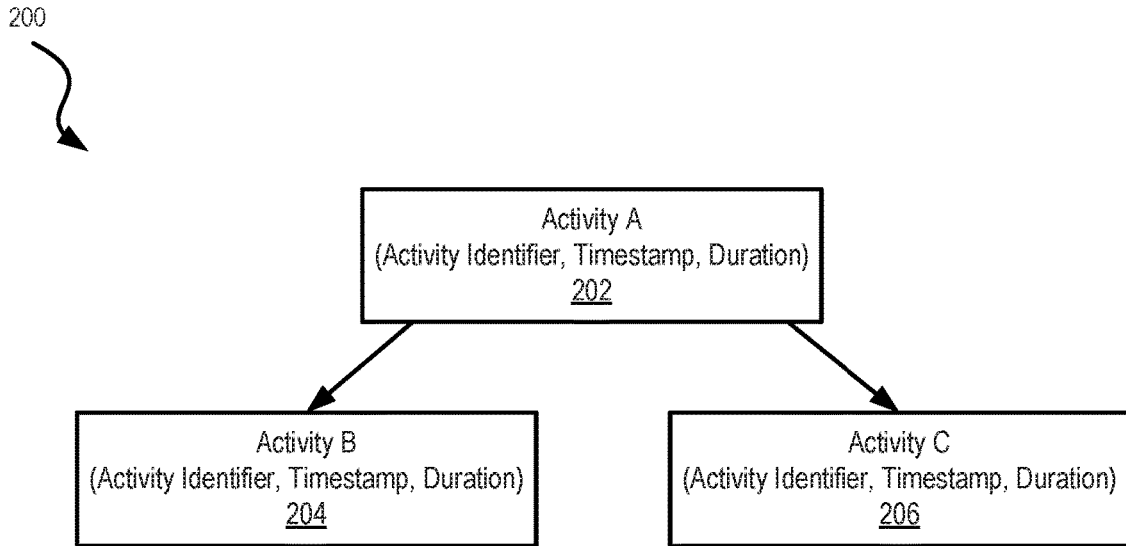 200
Activity A
(Activity Identifier, Timestamp, Duration)
202
Activity B
(Activity Identifier, Timestamp, Duration)
204
Activity C
(Activity Identifier, Timestamp, Duration)
206